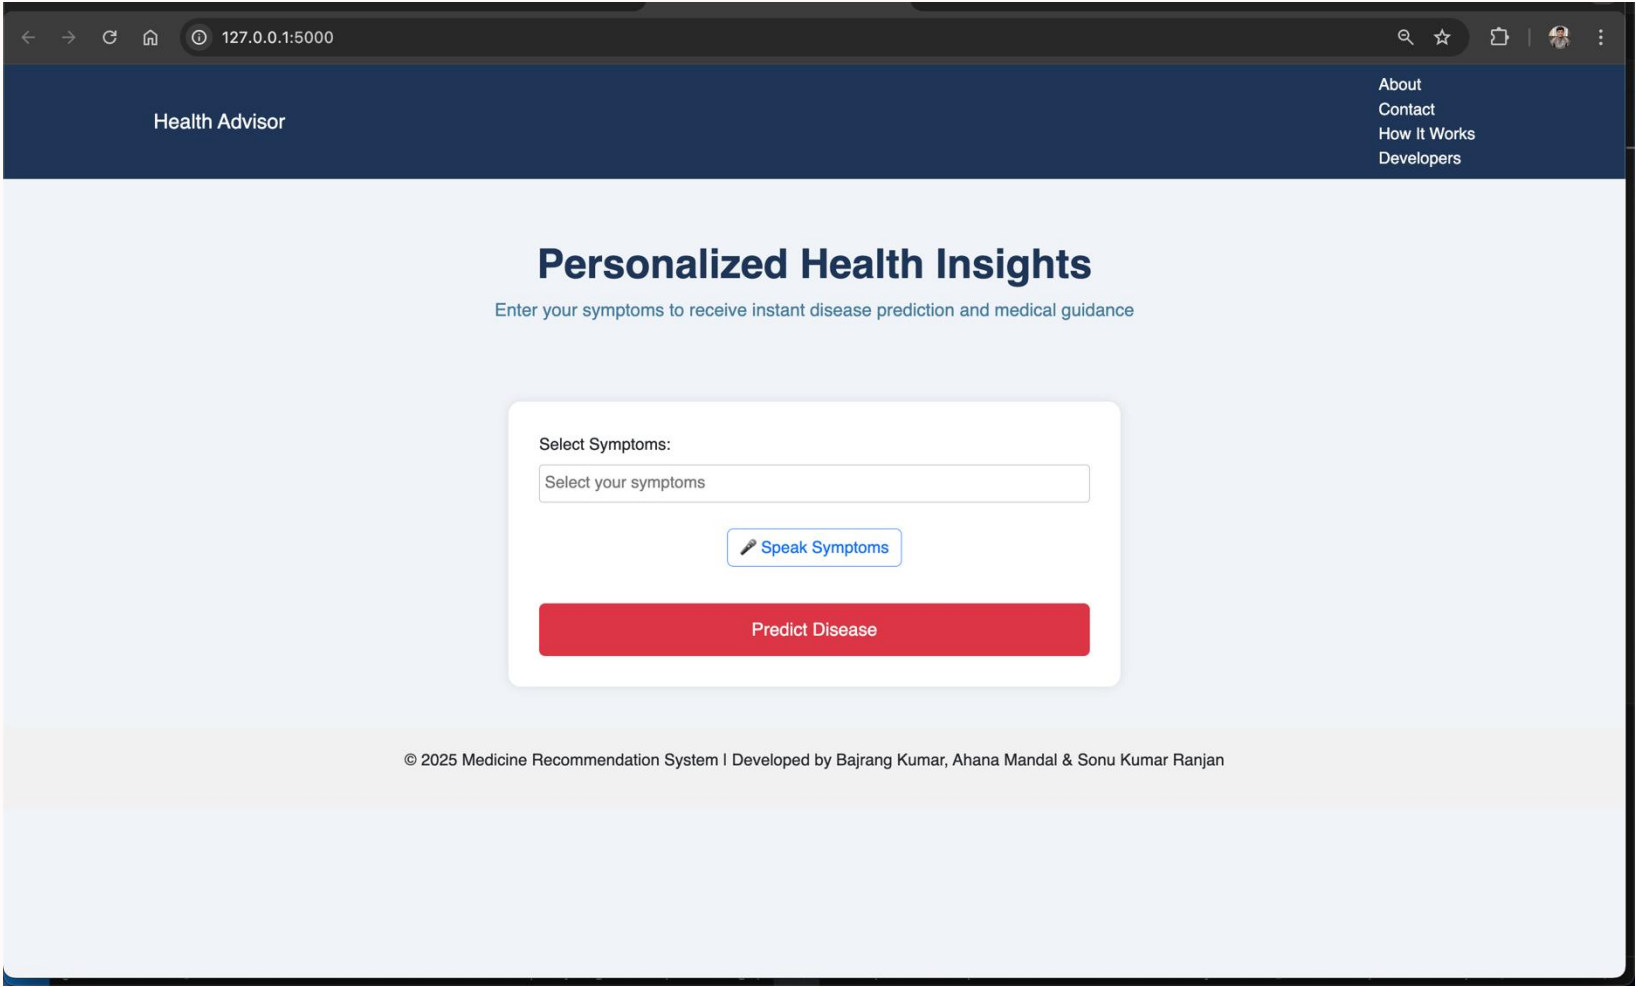 127.0.0.1:5000
Health Advisor
About
Contact
How It Works
Developers
Personalized Health Insights
Enter your symptoms to receive instant disease prediction and medical guidance
Select Symptoms:
Select your symptoms
Speak Symptoms
Predict Disease
© 2025 Medicine Recommendation System | Developed by Bajrang Kumar, Ahana Mandal & Sonu Kumar Ranjan